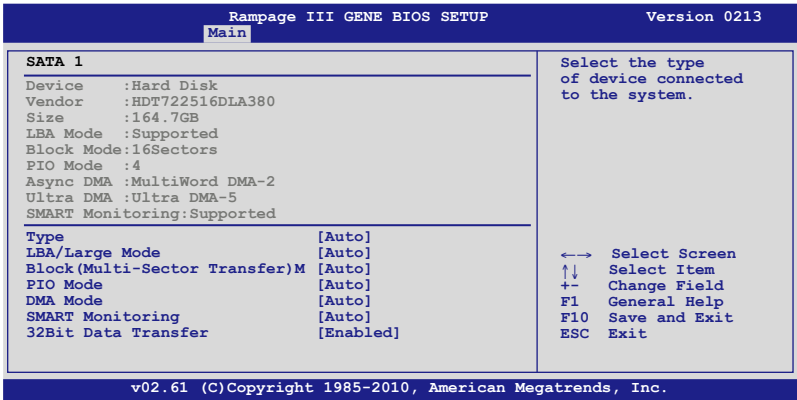 Rampage III GENE BIOS SETUP Version 0213
Main
SATA 1
Device :Hard Disk
Vendor :HDT722516DLA380
Size :164.7GB
LBA Mode :Supported
Block Mode:16Sectors
PIO Mode :4
Async DMA :MultiWord DMA-2
Ultra DMA :Ultra DMA-5
SMART Monitoring:Supported
Type [Auto]
LBA/Large Mode [Auto]
Block(Multi-Sector Transfer)M [Auto]
PIO Mode [Auto]
DMA Mode [Auto]
SMART Monitoring [Auto]
32Bit Data Transfer [Enabled]
Select the type
of device connected
to the system.
←→ Select Screen
↑↓ Select Item
+- Change Field
F1 General Help
F10 Save and Exit
ESC Exit
v02.61 (C)Copyright 1985-2010, American Megatrends, Inc.